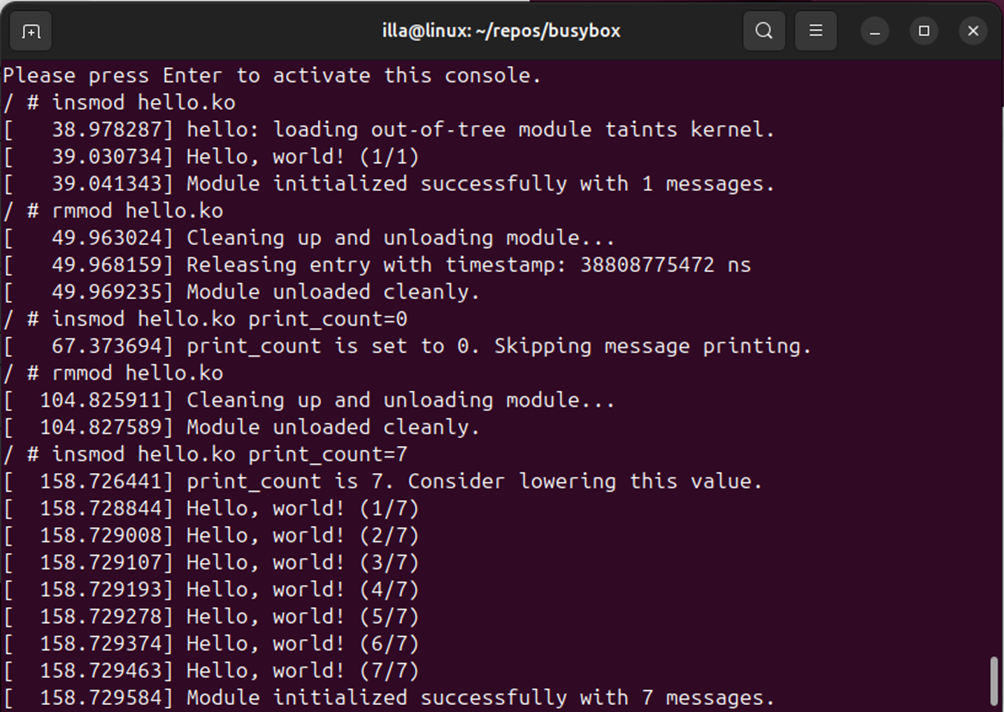 illa@linux: ~/repos/busybox
Please press Enter to activate this console.
/ # insmod hello.ko
[   38.978287] hello: loading out-of-tree module taints kernel.
[   39.030734] Hello, world! (1/1)
[   39.041343] Module initialized successfully with 1 messages.
/ # rmmod hello.ko
[   49.963024] Cleaning up and unloading module...
[   49.968159] Releasing entry with timestamp: 38808775472 ns
[   49.969235] Module unloaded cleanly.
/ # insmod hello.ko print_count=0
[   67.373694] print_count is set to 0. Skipping message printing.
/ # rmmod hello.ko
[  104.825911] Cleaning up and unloading module...
[  104.827589] Module unloaded cleanly.
/ # insmod hello.ko print_count=7
[  158.726441] print_count is 7. Consider lowering this value.
[  158.728844] Hello, world! (1/7)
[  158.729008] Hello, world! (2/7)
[  158.729107] Hello, world! (3/7)
[  158.729193] Hello, world! (4/7)
[  158.729278] Hello, world! (5/7)
[  158.729374] Hello, world! (6/7)
[  158.729463] Hello, world! (7/7)
[  158.729584] Module initialized successfully with 7 messages.